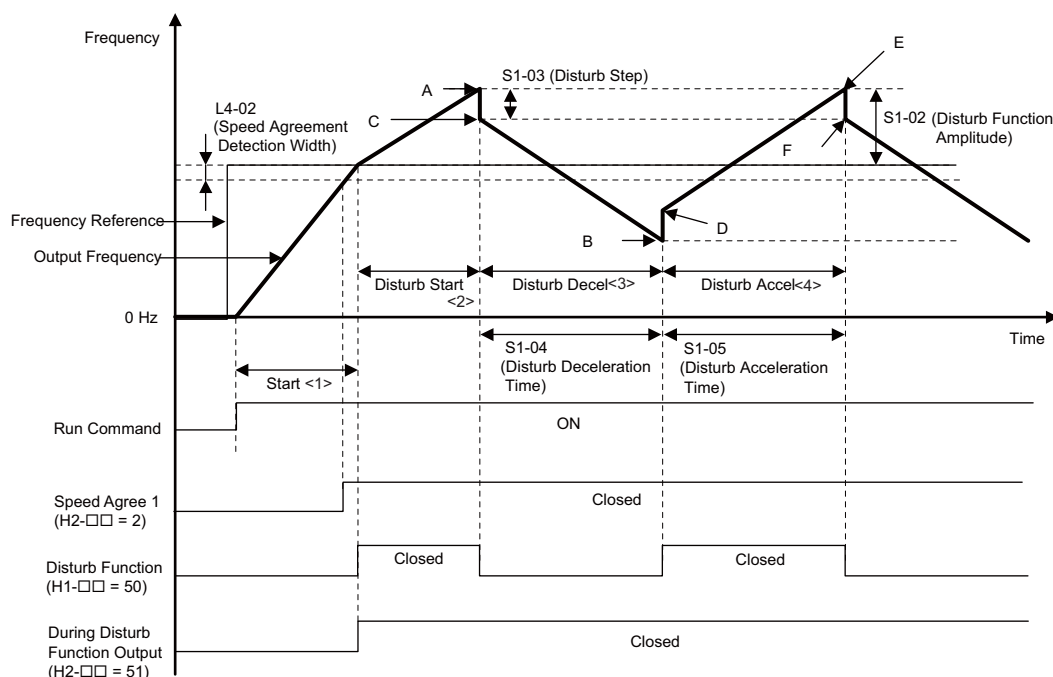 Frequency
E
S1-03 (Disturb Step)
A
L4-02
(Speed Agreement
Detection Width)
C
S1-02 (Disturb Function
Amplitude)
F
Frequency Reference
D
B
Output Frequency
Disturb Start
<2>
Disturb Decel<3>
Disturb Accel<4>
0 Hz
Time
S1-04
(Disturb Deceleration
Time)
S1-05
(Disturb Acceleration
Time)
Start <1>
Run Command
ON
Speed Agree 1
(H2-□□ = 2)
Closed
Disturb Function
(H1-□□ = 50)
Closed
Closed
During Disturb
Function Output
(H2-□□ = 51)
Closed